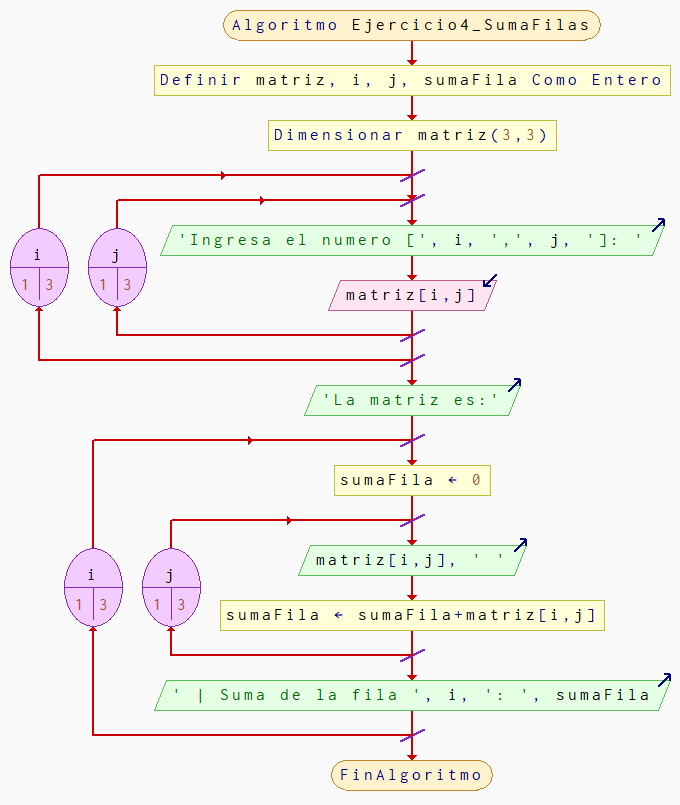 Algoritmo Ejercicio4_SumaFilas
Definir matriz, i, j, sumaFila Como Entero
Dimensionar matriz(3,3)
i
1 3
j
1 3
'Ingresa el numero [', i, ',', j, ']: '
matriz[i,j]
'La matriz es:'
i
1 3
sumaFila ← 0
j
1 3
matriz[i,j], ' '
sumaFila ← sumaFila+matriz[i,j]
' | Suma de la fila ', i, ': ', sumaFila
FinAlgoritmo